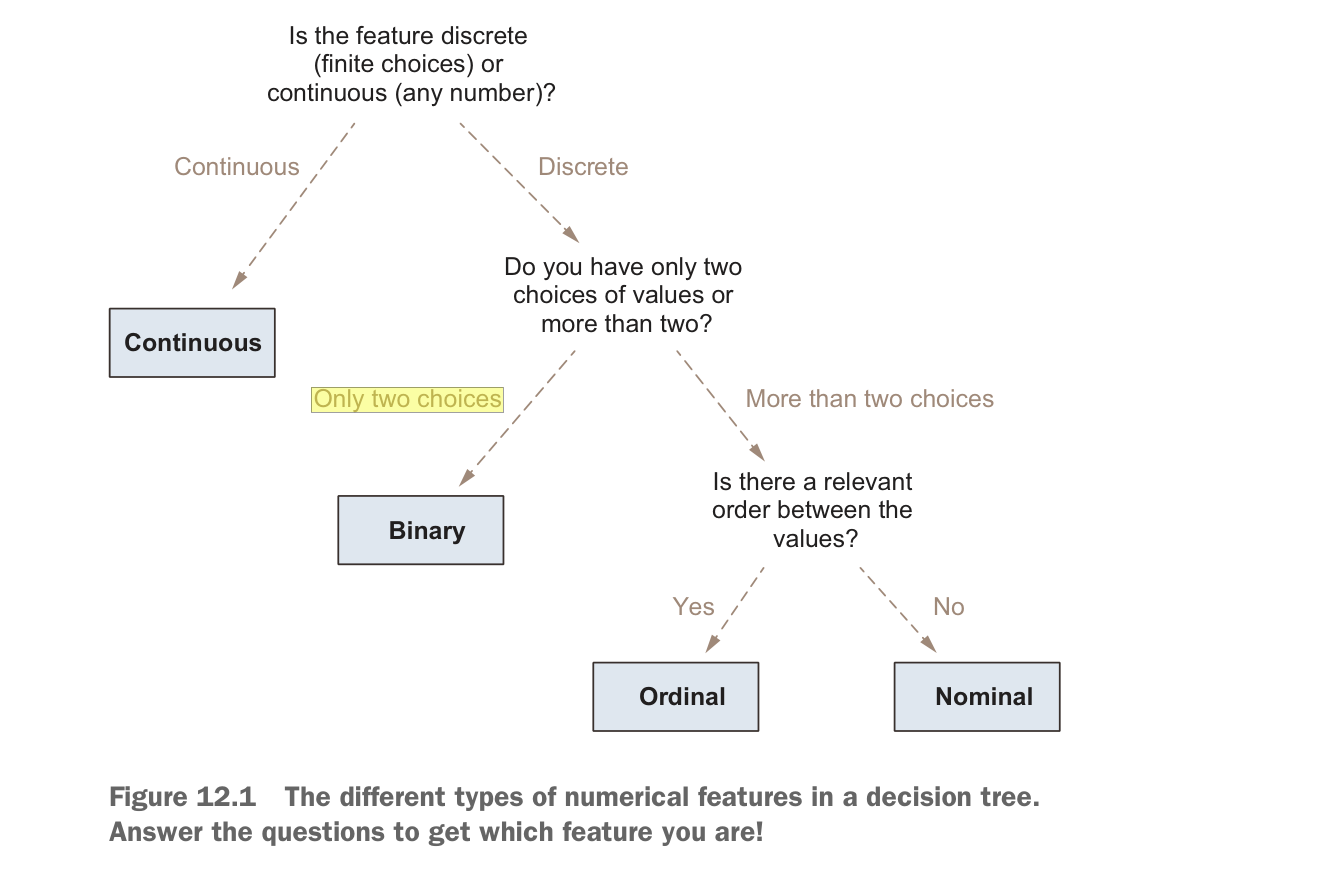 Is the feature discrete
(finite choices) or
continuous (any number)?
Continuous
Discrete
Do you have only two
choices of values or
more than two?
Continuous
Only two choices
More than two choices
Is there a relevant
order between the
values?
Binary
Yes
No
Ordinal
Nominal
Figure 12.1 The different types of numerical features in a decision tree.
Answer the questions to get which feature you are!